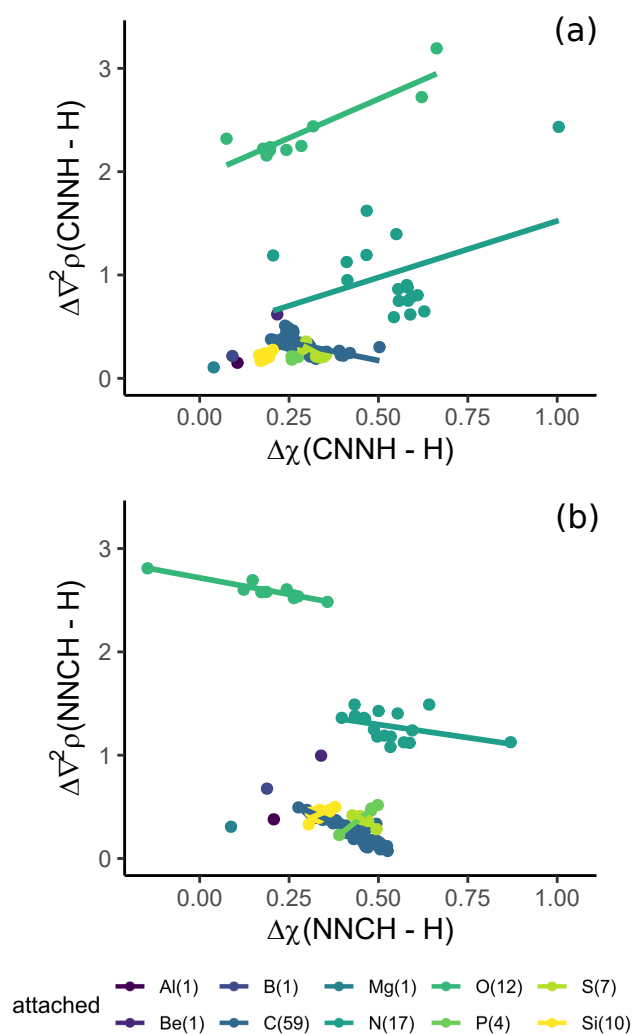 (a)
3
2
1
0
Δ∇²ρ(CNNH - H)
0.00 0.25 0.50 0.75 1.00
Δχ(CNNH - H)
(b)
3
2
1
0
Δ∇²ρ(NNCH - H)
0.00 0.25 0.50 0.75 1.00
Δχ(NNCH - H)
attached
Al(1) B(1) Mg(1) O(12) S(7)
Be(1) C(59) N(17) P(4) Si(10)